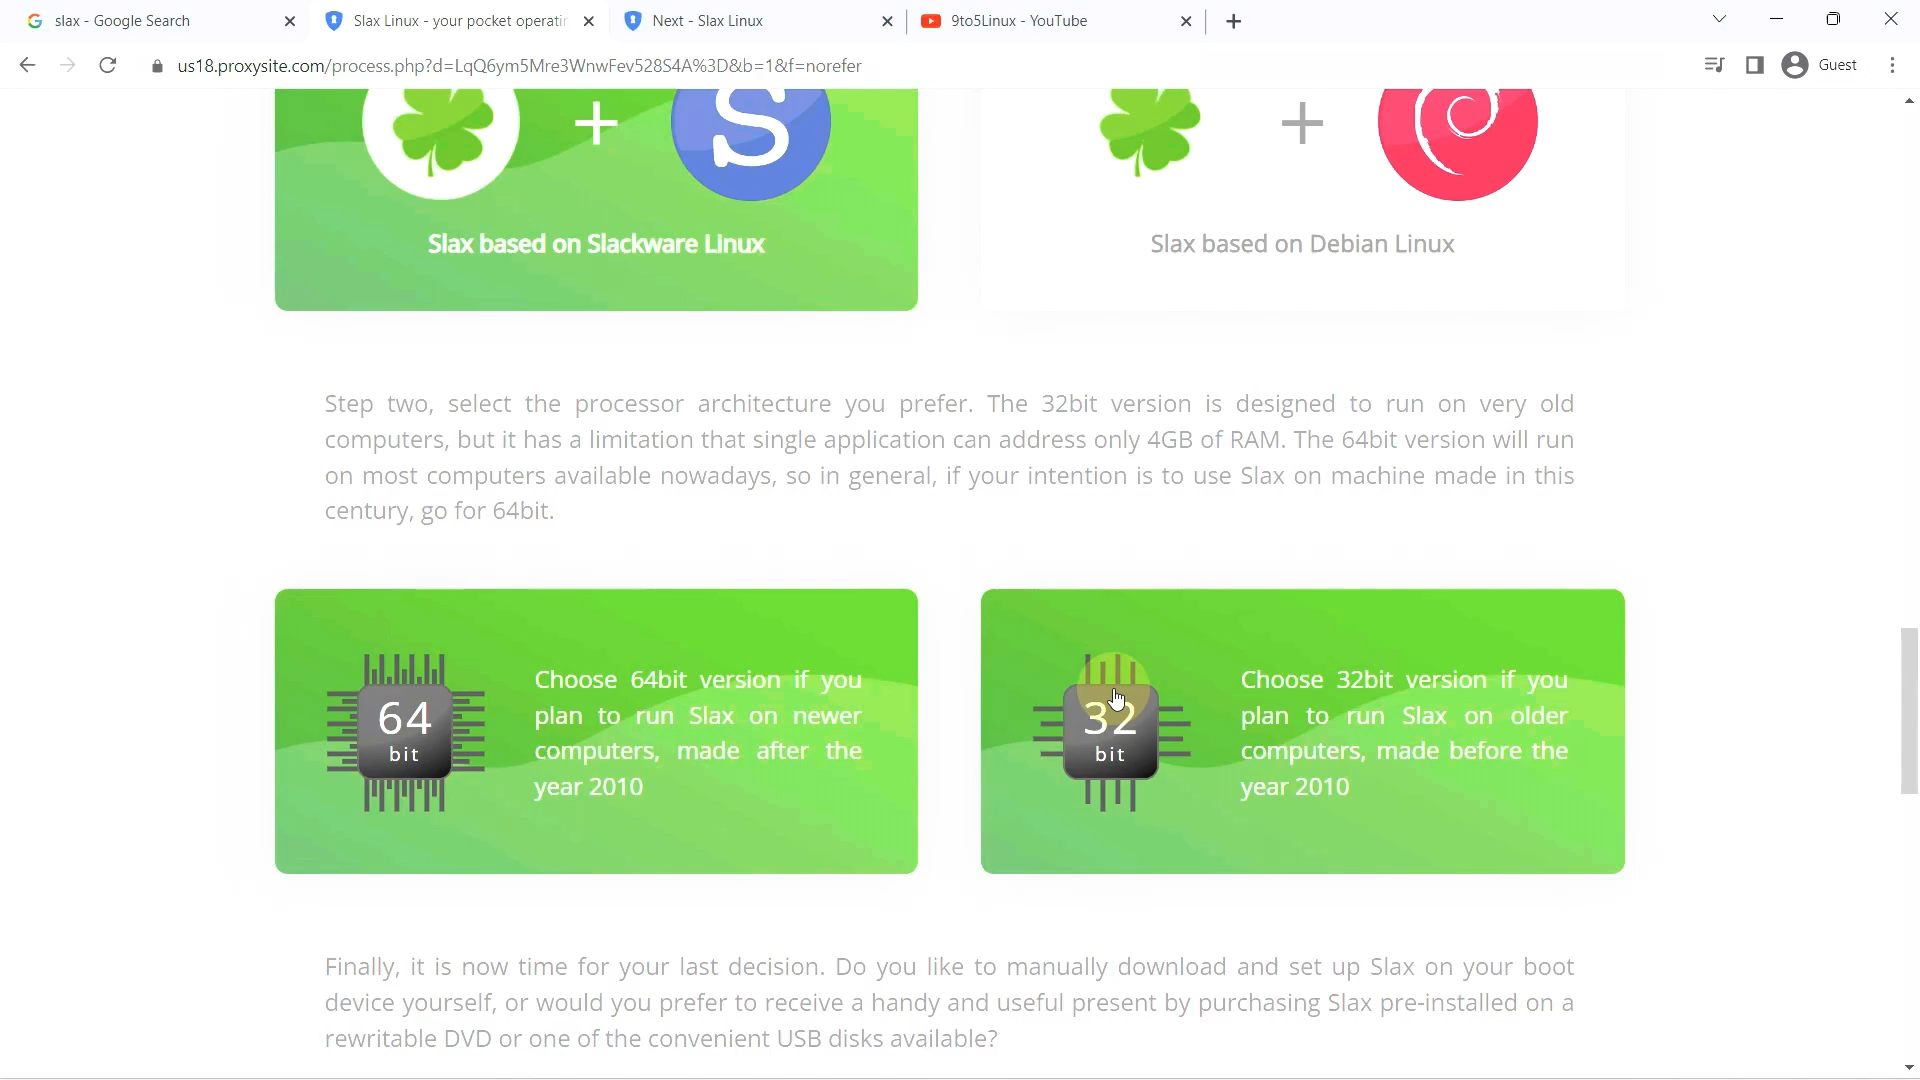 slax - Google Search
Slax Linux - your pocket operati
Next - Slax Linux
9to5Linux - YouTube
us18.proxysite.com/process.php?d=LqQ6ym5Mre3WnwFev528S4A%3D&b=1&f=norefer
Guest
S
Slax based on Slackware Linux
Slax based on Debian Linux
Step two, select the processor architecture you prefer. The 32bit version is designed to run on very old
computers, but it has a limitation that single application can address only 4GB of RAM. The 64bit version will run
on most computers available nowadays, so in general, if your intention is to use Slax on machine made in this
century, go for 64bit.
64
bit
Choose 64bit version if you
plan to run Slax on newer
computers, made after the
year 2010
32
bit
Choose 32bit version if you
plan to run Slax on older
computers, made before the
year 2010
Finally, it is now time for your last decision. Do you like to manually download and set up Slax on your boot
device yourself, or would you prefer to receive a handy and useful present by purchasing Slax pre-installed on a
rewritable DVD or one of the convenient USB disks available?